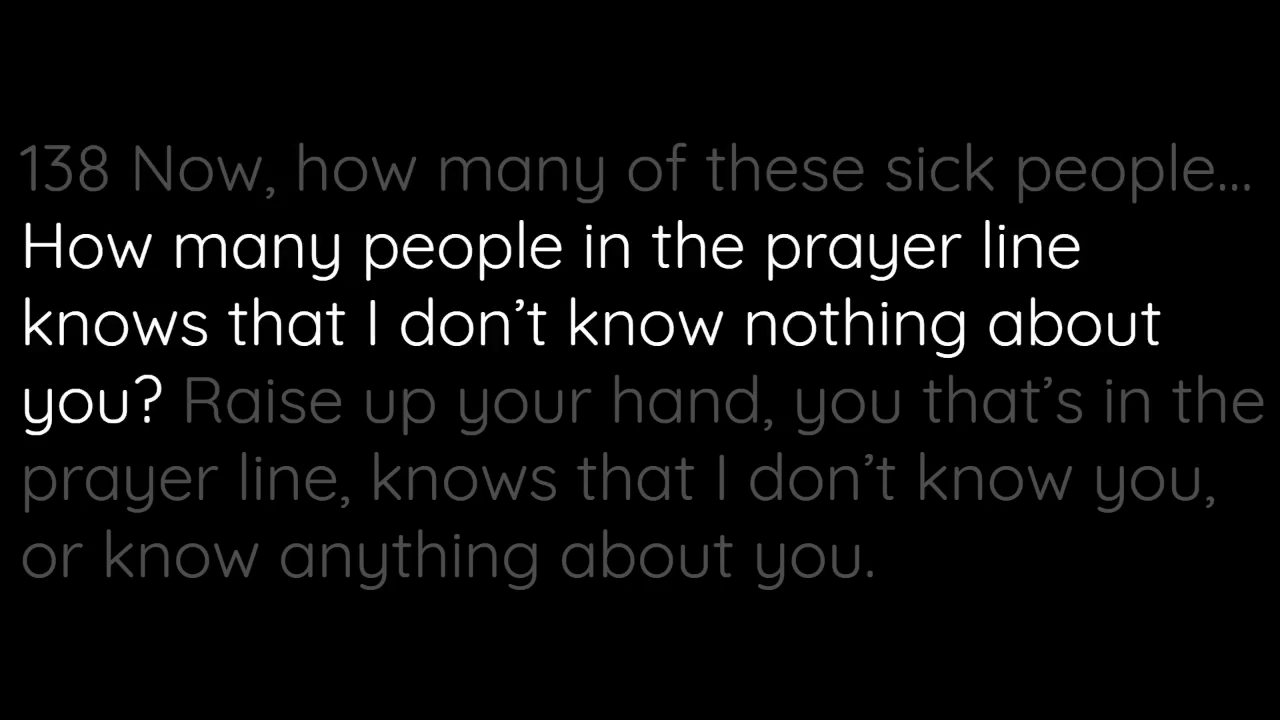 138 Now, how many of these sick people...
How many people in the prayer line
knows that I don’t know nothing about
you? Raise up your hand, you that’s in the
prayer line, knows that I don’t know you,
or know anything about you.